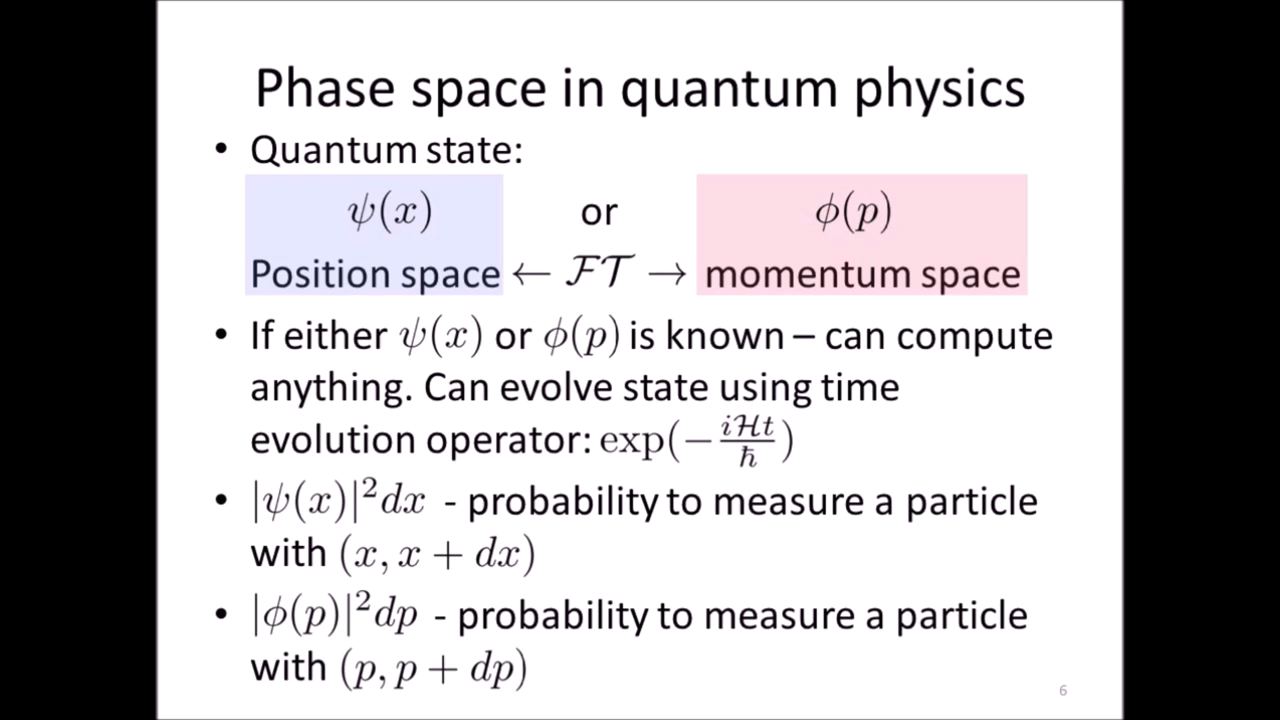 Phase space in quantum physics
• Quantum state:
ψ(x) or ϕ(p)
Position space ← ℱ𝒯 → momentum space
• If either ψ(x) or ϕ(p) is known – can compute
anything. Can evolve state using time
evolution operator: exp(−iℋt/ħ)
• |ψ(x)|²dx - probability to measure a particle
with (x, x + dx)
• |ϕ(p)|²dp - probability to measure a particle
with (p, p + dp)
6